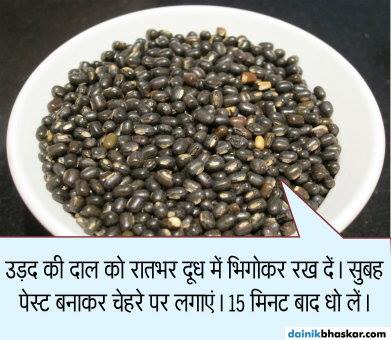 उड़द की दाल को रातभर दूध में भिगोकर रख दें। सुबह
पेस्ट बनाकर चेहरे पर लगाएं। 15 मिनट बाद धो लें।
dainikbhaskar.com